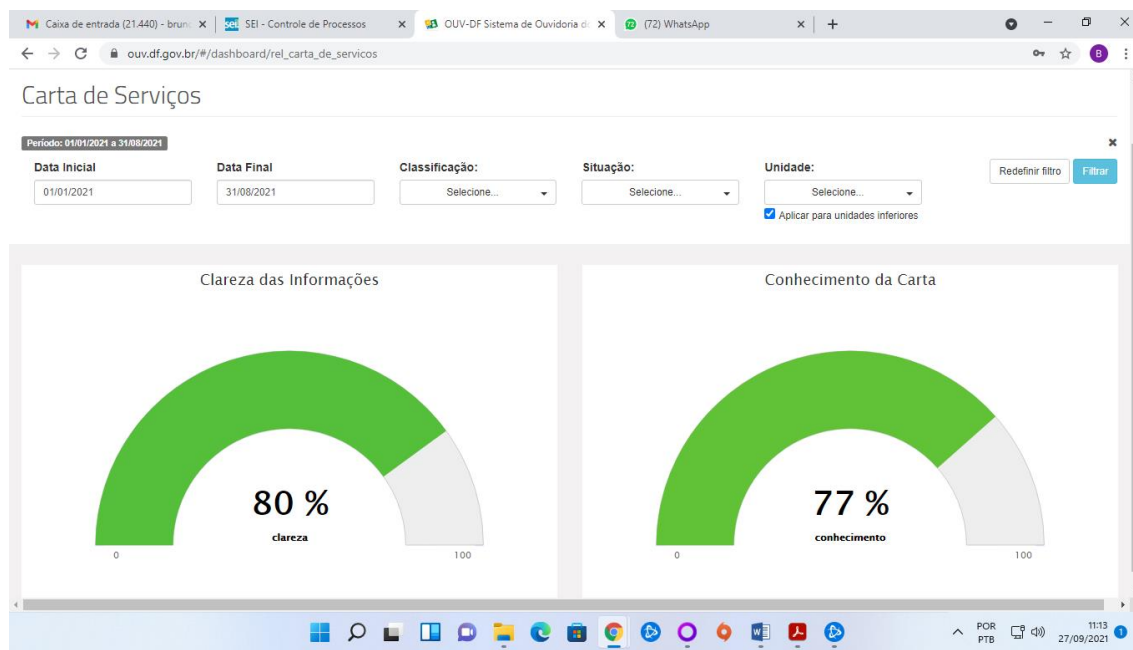 Caixa de entrada (21.440) - brun
SEI - Controle de Processos
OUV-DF Sistema de Ouvidoria d
(72) WhatsApp
ouv.df.gov.br/#/dashboard/rel_carta_de_servicos
B
Carta de Serviços
Período: 01/01/2021 a 31/08/2021
Data Inicial Data Final Classificação: Situação: Unidade:
Redefinir filtro Filtrar
01/01/2021 31/08/2021 Selecione... Selecione... Selecione...
Aplicar para unidades inferiores
Clareza das Informações
80 %
clareza
0 100
Conhecimento da Carta
77 %
conhecimento
0 100
POR
PTB
11:13
27/09/2021
1